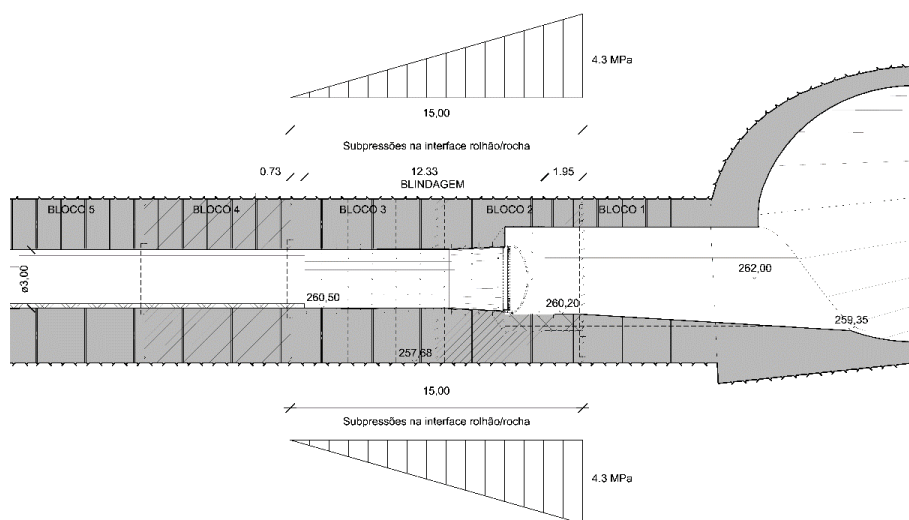 4.3 MPa
15,00
Subpressões na interface rolhão/rocha
0.73
12.33
1.95
BLINDAGEM
BLOCO 5
BLOCO 4
BLOCO 3
BLOCO 2
BLOCO 1
ø3,00
262,00
260,50
260,20
259,35
257,68
15,00
Subpressões na interface rolhão/rocha
4.3 MPa